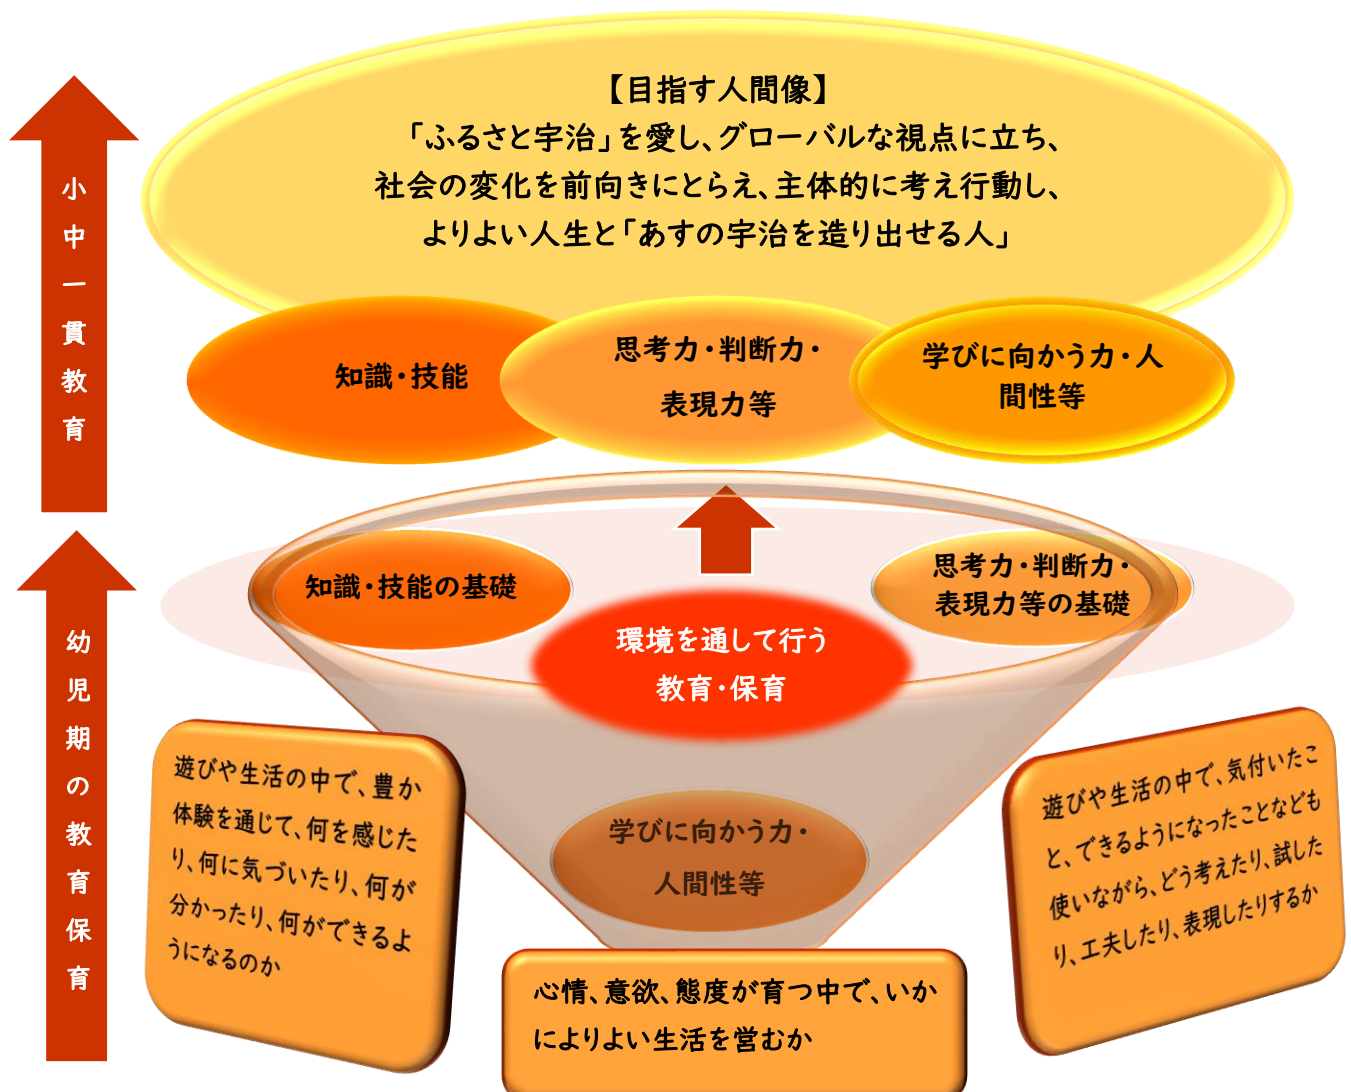 【目指す人間像】
「ふるさと宇治」を愛し、グローバルな視点に立ち、
社会の変化を前向きにとらえ、主体的に考え行動し、
よりよい人生と「あすの宇治を造り出せる人」
小中一貫教育
知識・技能
思考力・判断力・
表現力等
学びに向かう力・人
間性等
幼児期の教育保育
知識・技能の基礎
思考力・判断力・
表現力等の基礎
環境を通して行う
教育・保育
学びに向かう力・
人間性等
遊びや生活の中で、豊か
体験を通じて、何を感じた
り、何に気づいたり、何が
分かったり、何ができるよ
うになるのか
心情、意欲、態度が育つ中で、いか
によりよい生活を営むか
遊びや生活の中で、気付いたこ
と、できるようになったことなども
使いながら、どう考えたり、試した
り、工夫したり、表現したりするか